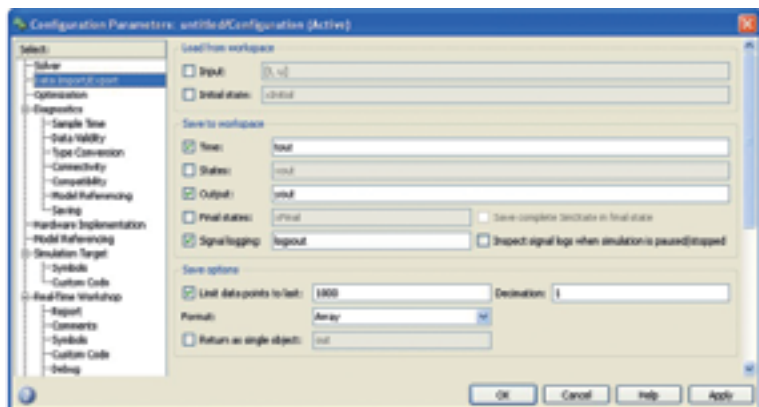 Configuration Parameters: untitled/Configuration (Active)
Select:
Solver
Data Import/Export
Optimization
Diagnostics
Sample Time
Data Validity
Type Conversion
Connectivity
Compatibility
Model Referencing
Saving
Hardware Implementation
Model Referencing
Simulation Target
Symbols
Custom Code
Real-Time Workshop
Report
Comments
Symbols
Custom Code
Debug
Load from workspace
Input: [t, u]
Initial state: xInitial
Save to workspace
Time: tout
States: xout
Output: yout
Final states: xFinal Save complete SimState in final state
Signal logging: logsout Inspect signal logs when simulation is paused/stopped
Save options
Limit data points to last: 1000 Decimation: 1
Format: Array
Return as single object: out
OK Cancel Help Apply